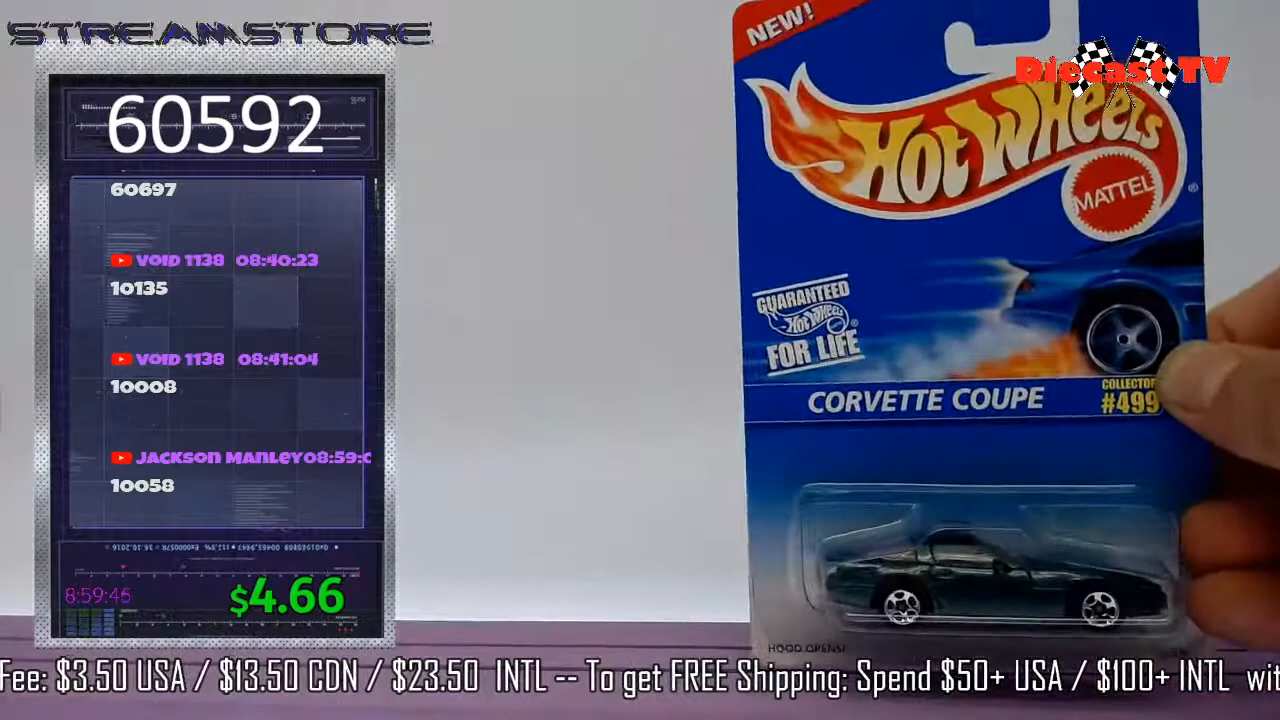 STREAMSTORE
60592
60697
VOID 1138 08:40:23
10135
VOID 1138 08:41:04
10008
JACKSON MANLEY08:59:0
10058
8:59:45
$4.66
NEW!
Diecast TV
HOT WHEELS
MATTEL
®
GUARANTEED
Hot Wheels
®
FOR LIFE
CORVETTE COUPE
COLLECTOR
#499
HOOD OPENS!
Fee: $3.50 USA / $13.50 CDN / $23.50 INTL -- To get FREE Shipping: Spend $50+ USA / $100+ INTL wit